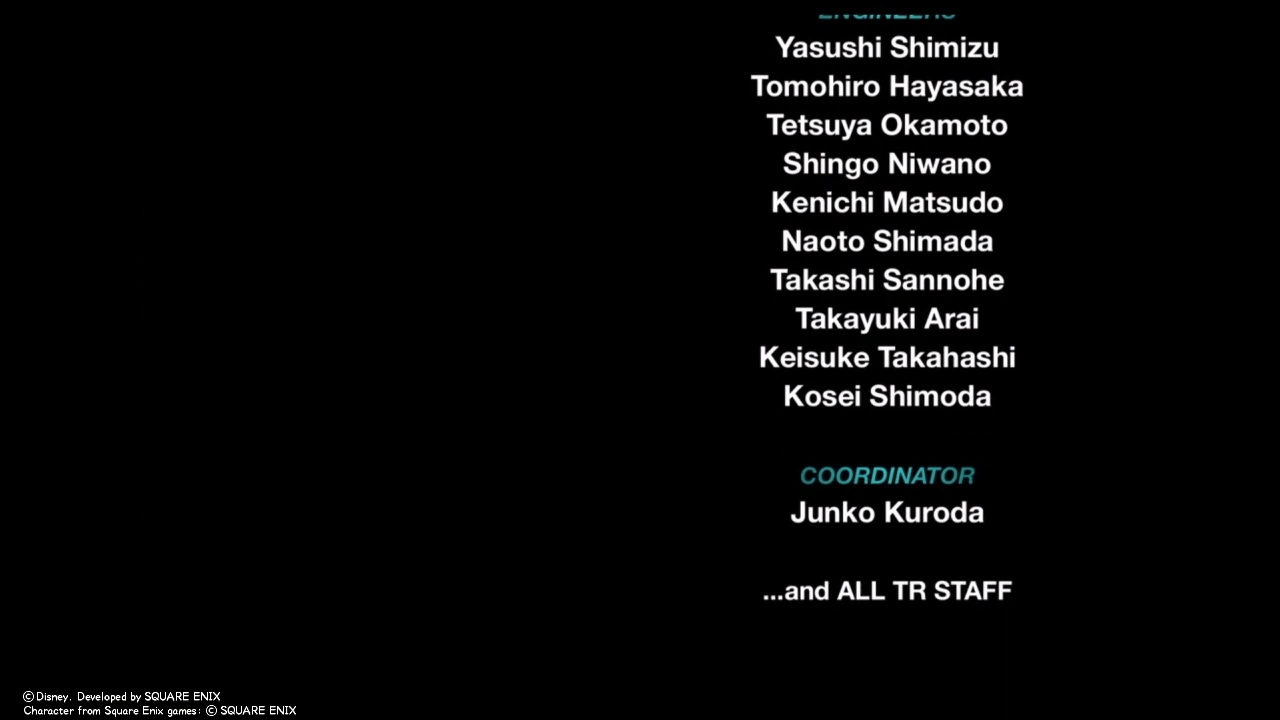 ENGINEERS
Yasushi Shimizu
Tomohiro Hayasaka
Tetsuya Okamoto
Shingo Niwano
Kenichi Matsudo
Naoto Shimada
Takashi Sannohe
Takayuki Arai
Keisuke Takahashi
Kosei Shimoda
COORDINATOR
Junko Kuroda
...and ALL TR STAFF
©Disney. Developed by SQUARE ENIX
Character from Square Enix games: © SQUARE ENIX